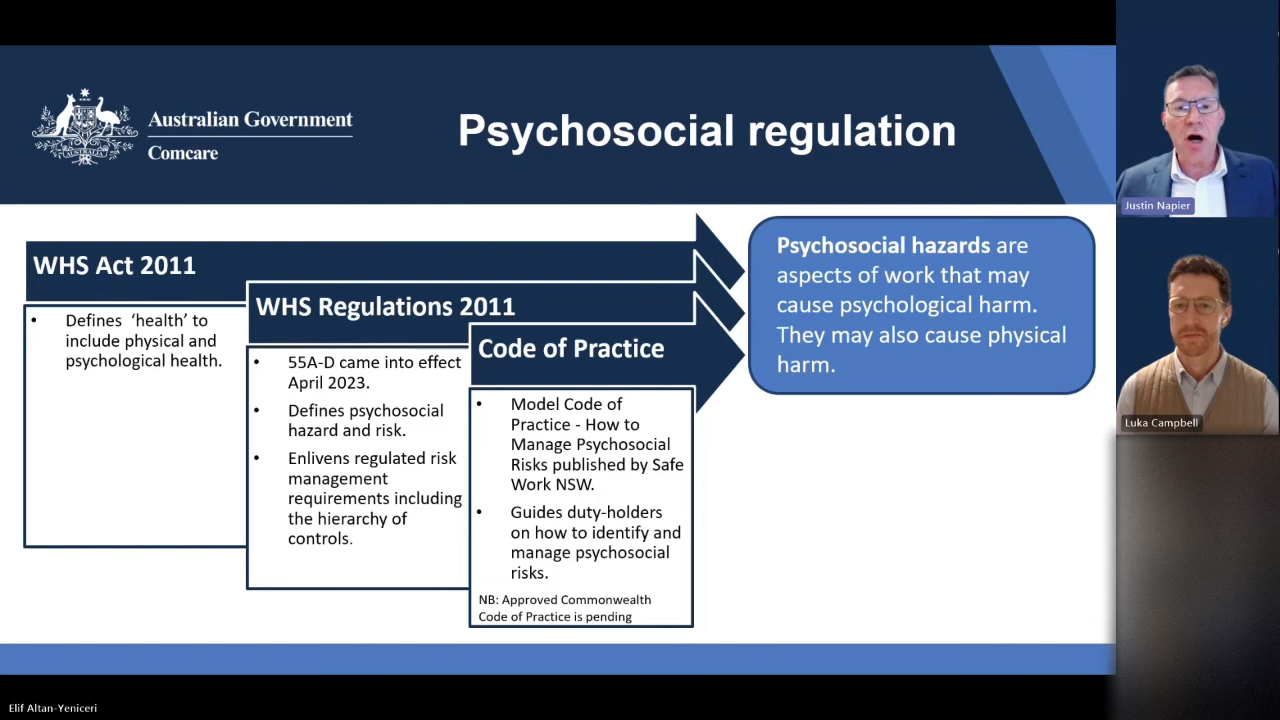 Australian Government
Comcare
Psychosocial regulation
WHS Act 2011
• Defines ‘health’ to
include physical and
psychological health.
WHS Regulations 2011
• 55A-D came into effect
April 2023.
• Defines psychosocial
hazard and risk.
• Enlivens regulated risk
management
requirements including
the hierarchy of
controls.
Code of Practice
• Model Code of
Practice - How to
Manage Psychosocial
Risks published by Safe
Work NSW.
• Guides duty-holders
on how to identify and
manage psychosocial
risks.
NB: Approved Commonwealth
Code of Practice is pending
Psychosocial hazards are
aspects of work that may
cause psychological harm.
They may also cause physical
harm.
Justin Napier
Luka Campbell
Elif Altan-Yeniceri